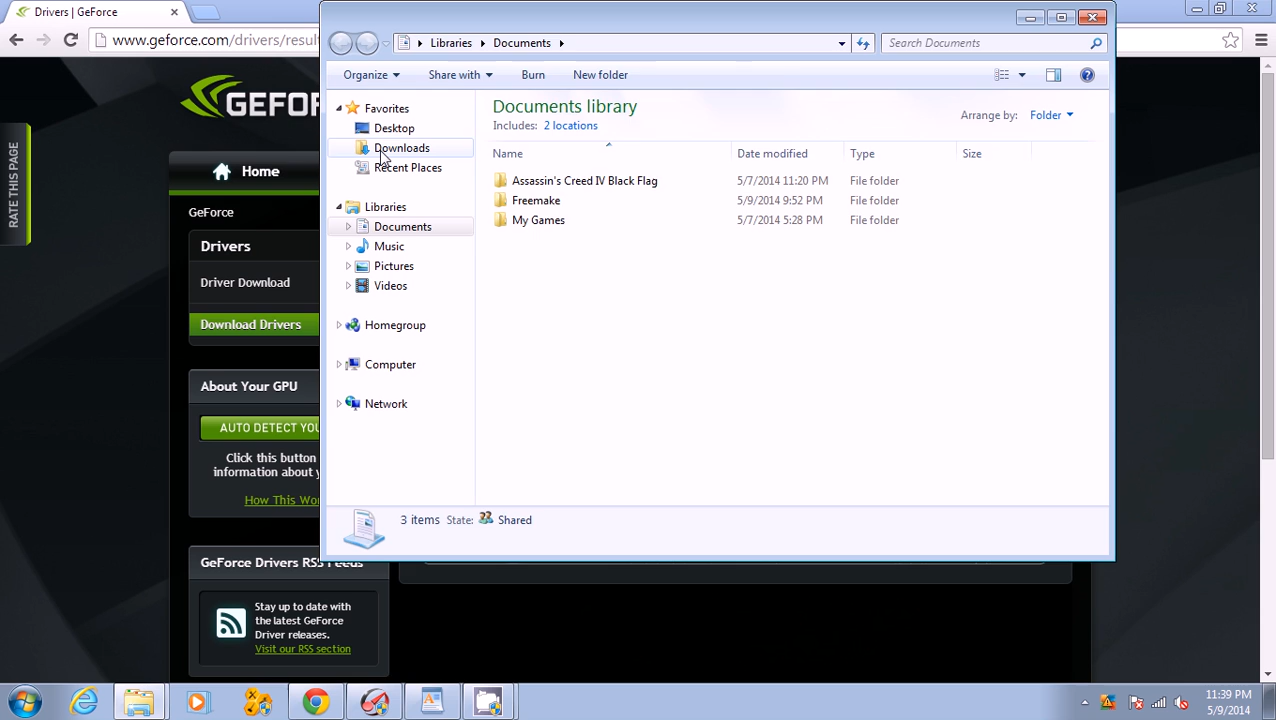 Drivers | GeForce
www.geforce.com/drivers/resul
Libraries Documents
Search Documents
Organize Share with Burn New folder
Favorites
Desktop
Downloads
Recent Places
Libraries
Documents
Music
Pictures
Videos
Homegroup
Computer
Network
Documents library
Includes: 2 locations
Arrange by: Folder
Name Date modified Type Size
Assassin's Creed IV Black Flag 5/7/2014 11:20 PM File folder
Freemake 5/9/2014 9:52 PM File folder
My Games 5/7/2014 5:28 PM File folder
3 items State: Shared
RATE THIS PAGE
GEFO
Home
GeForce
Drivers
Driver Download
Download Drivers
About Your GPU
AUTO DETECT YOU
Click this button
information about y
How This Wo
GeForce Drivers RSS Feeds
Stay up to date with
the latest GeForce
Driver releases.
Visit our RSS section
11:39 PM
5/9/2014